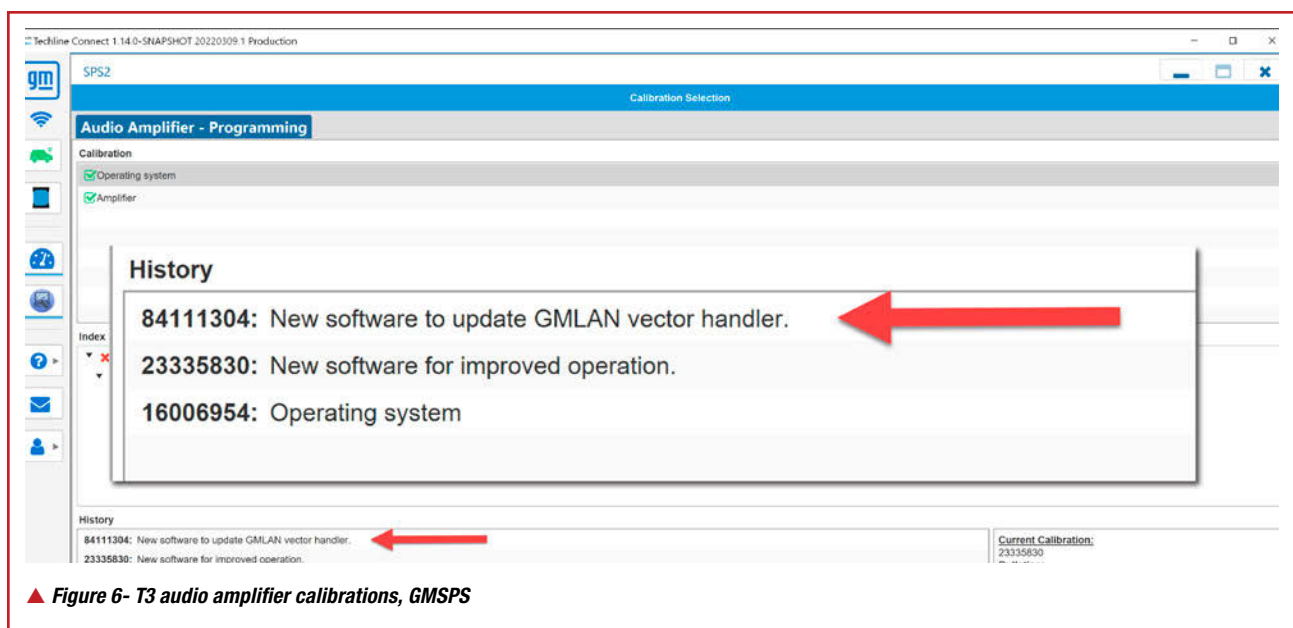 Techline Connect 1.14.0-SNAPSHOT 20220309.1 Production
gm
SPS2
Calibration Selection
Audio Amplifier - Programming
Calibration
Operating system
Amplifier
History
84111304: New software to update GMLAN vector handler.
23335830: New software for improved operation.
16006954: Operating system
Index
History
84111304: New software to update GMLAN vector handler.
23335830: New software for improved operation.
Current Calibration:
23335830
▲ Figure 6- T3 audio amplifier calibrations, GMSPS